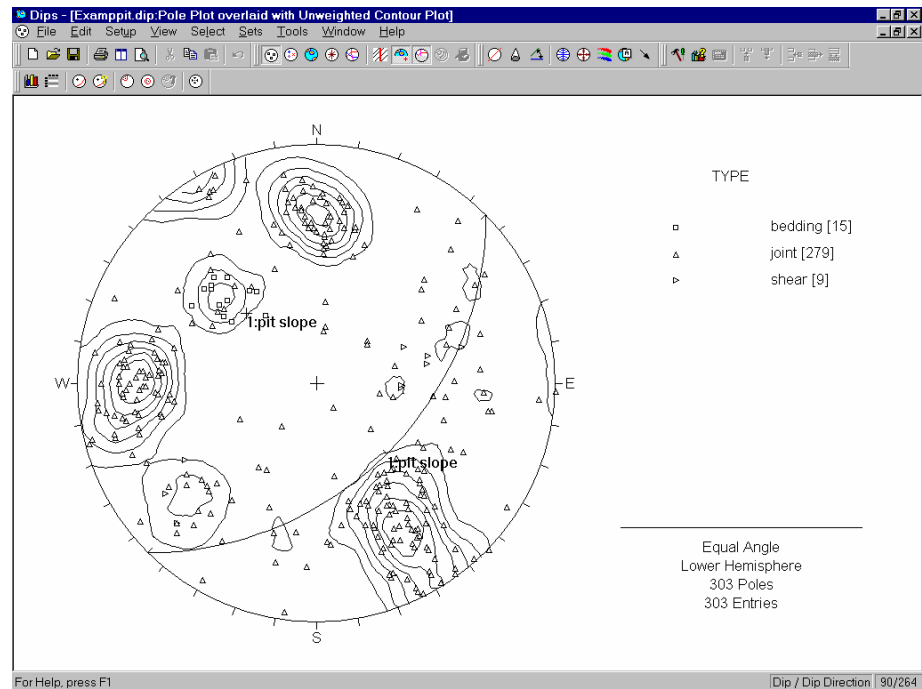 Dips - [Examppit.dip:Pole Plot overlaid with Unweighted Contour Plot]
File Edit Setup View Select Sets Tools Window Help
N
TYPE
bedding [15]
joint [279]
shear [9]
1:pit slope
W
E
1:pit slope
Equal Angle
Lower Hemisphere
303 Poles
303 Entries
S
For Help, press F1
Dip / Dip Direction 90/264